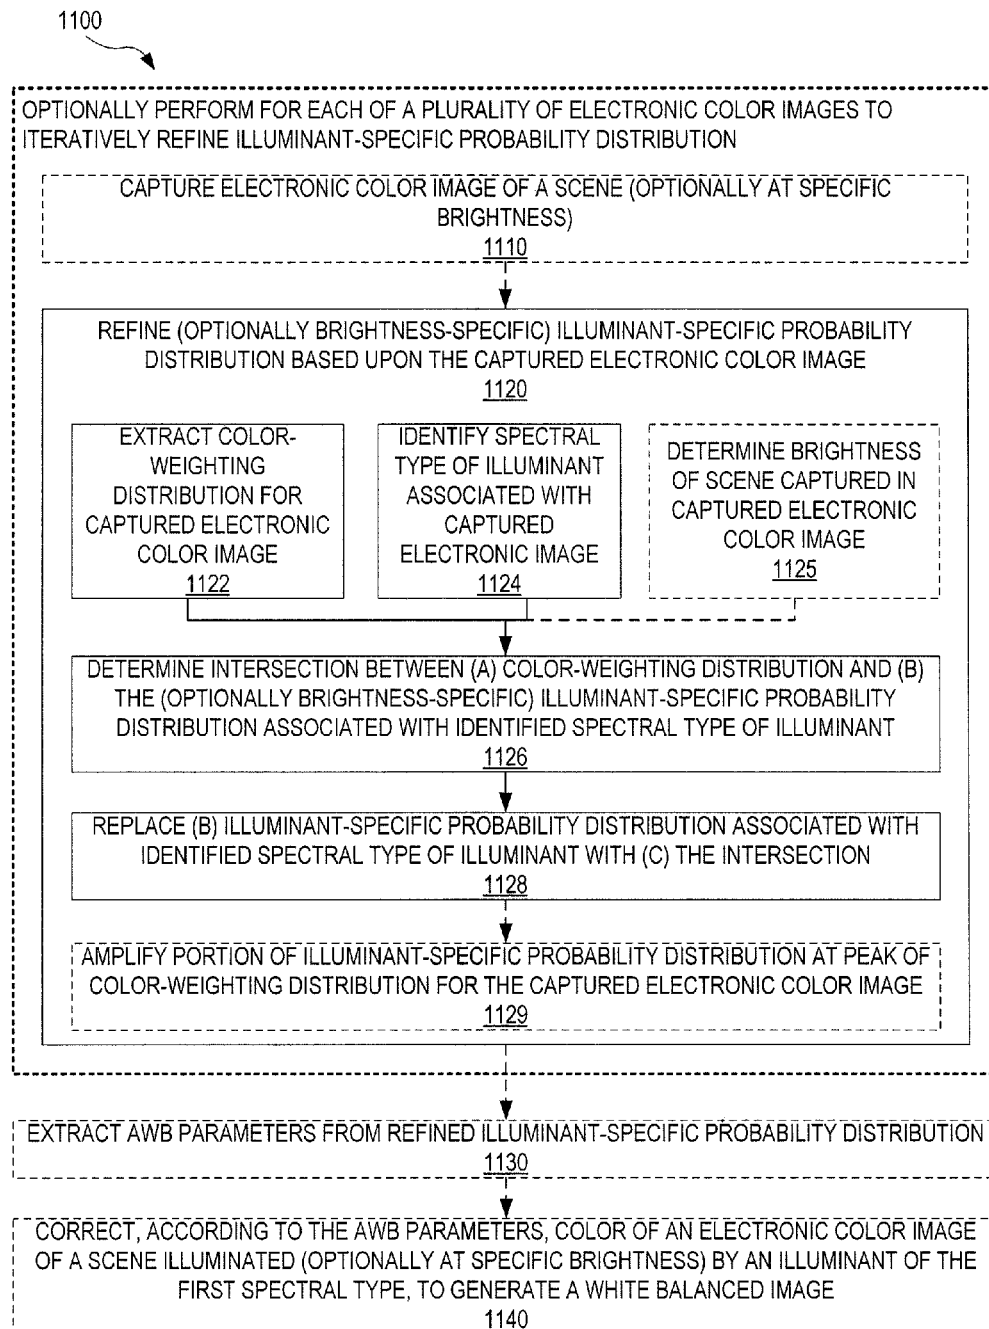 1100
OPTIONALLY PERFORM FOR EACH OF A PLURALITY OF ELECTRONIC COLOR IMAGES TO
ITERATIVELY REFINE ILLUMINANT-SPECIFIC PROBABILITY DISTRIBUTION
CAPTURE ELECTRONIC COLOR IMAGE OF A SCENE (OPTIONALLY AT SPECIFIC
BRIGHTNESS)
1110
REFINE (OPTIONALLY BRIGHTNESS-SPECIFIC) ILLUMINANT-SPECIFIC PROBABILITY
DISTRIBUTION BASED UPON THE CAPTURED ELECTRONIC COLOR IMAGE
1120
EXTRACT COLOR-
WEIGHTING
DISTRIBUTION FOR
CAPTURED ELECTRONIC
COLOR IMAGE
1122
IDENTIFY SPECTRAL
TYPE OF ILLUMINANT
ASSOCIATED WITH
CAPTURED
ELECTRONIC IMAGE
1124
DETERMINE BRIGHTNESS
OF SCENE CAPTURED IN
CAPTURED ELECTRONIC
COLOR IMAGE
1125
DETERMINE INTERSECTION BETWEEN (A) COLOR-WEIGHTING DISTRIBUTION AND (B)
THE (OPTIONALLY BRIGHTNESS-SPECIFIC) ILLUMINANT-SPECIFIC PROBABILITY
DISTRIBUTION ASSOCIATED WITH IDENTIFIED SPECTRAL TYPE OF ILLUMINANT
1126
REPLACE (B) ILLUMINANT-SPECIFIC PROBABILITY DISTRIBUTION ASSOCIATED WITH
IDENTIFIED SPECTRAL TYPE OF ILLUMINANT WITH (C) THE INTERSECTION
1128
AMPLIFY PORTION OF ILLUMINANT-SPECIFIC PROBABILITY DISTRIBUTION AT PEAK OF
COLOR-WEIGHTING DISTRIBUTION FOR THE CAPTURED ELECTRONIC COLOR IMAGE
1129
EXTRACT AWB PARAMETERS FROM REFINED ILLUMINANT-SPECIFIC PROBABILITY DISTRIBUTION
1130
CORRECT, ACCORDING TO THE AWB PARAMETERS, COLOR OF AN ELECTRONIC COLOR IMAGE
OF A SCENE ILLUMINATED (OPTIONALLY AT SPECIFIC BRIGHTNESS) BY AN ILLUMINANT OF THE
FIRST SPECTRAL TYPE, TO GENERATE A WHITE BALANCED IMAGE
1140